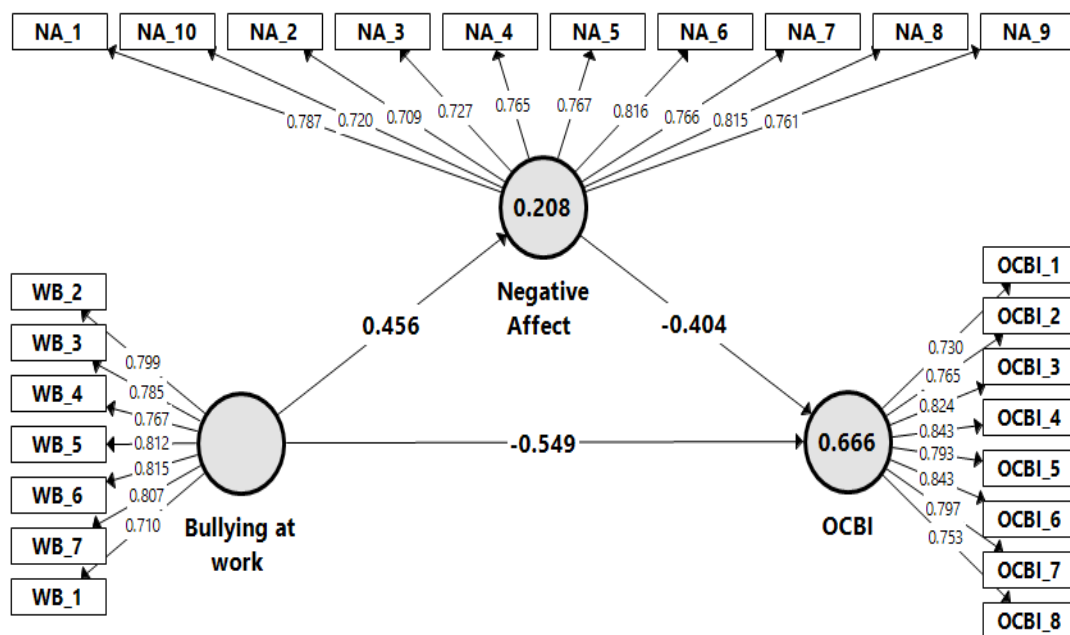 NA_1 NA_10 NA_2 NA_3 NA_4 NA_5 NA_6 NA_7 NA_8 NA_9
0.787 0.720 0.709 0.727 0.765 0.767 0.816 0.766 0.815 0.761
0.208
Negative
Affect
0.456
-0.404
-0.549
WB_2
WB_3
WB_4
WB_5
WB_6
WB_7
WB_1
0.799
0.785
0.767
0.812
0.815
0.807
0.710
Bullying at
work
0.666
OCBI
0.730
0.765
0.824
0.843
0.793
0.843
0.797
0.753
OCBI_1
OCBI_2
OCBI_3
OCBI_4
OCBI_5
OCBI_6
OCBI_7
OCBI_8